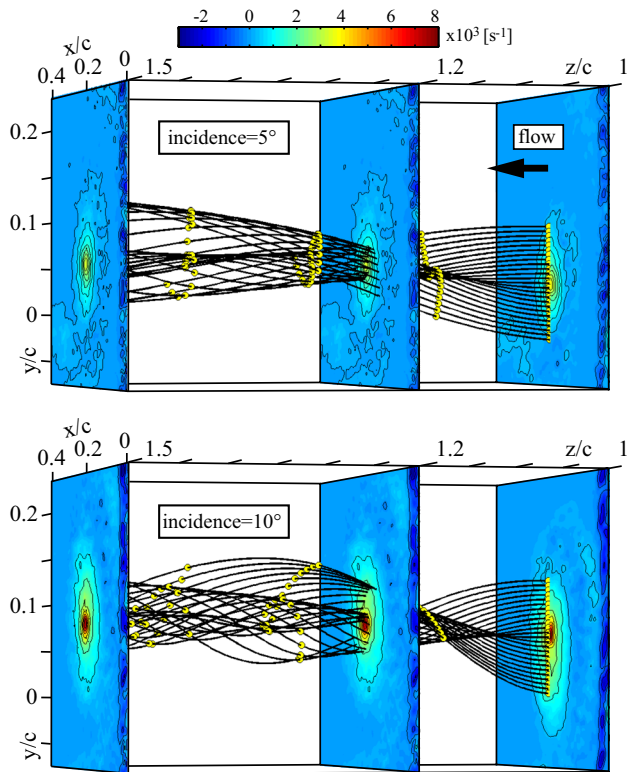 -2 0 2 4 6 8
x10³ [s⁻¹]
x/c
0.4 0.2 0
1.5 1.2 z/c 1
0.2
incidence=5°
flow
0.1
0
y/c
x/c
0.4 0.2 0
1.5 1.2 z/c 1
0.2
incidence=10°
0.1
0
y/c